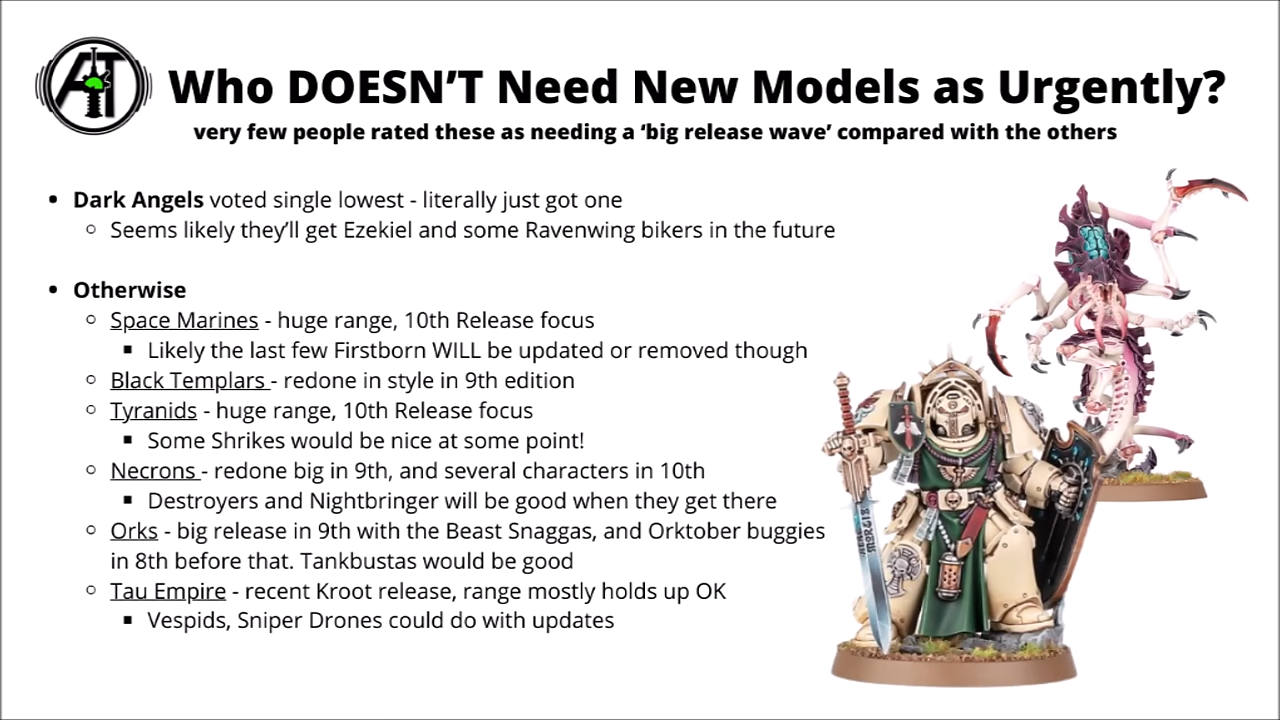 AT
Who DOESN'T Need New Models as Urgently?
very few people rated these as needing a 'big release wave' compared with the others
• Dark Angels voted single lowest - literally just got one
○ Seems likely they'll get Ezekiel and some Ravenwing bikers in the future
• Otherwise
○ Space Marines - huge range, 10th Release focus
▪ Likely the last few Firstborn WILL be updated or removed though
○ Black Templars - redone in style in 9th edition
○ Tyranids - huge range, 10th Release focus
▪ Some Shrikes would be nice at some point!
○ Necrons - redone big in 9th, and several characters in 10th
▪ Destroyers and Nightbringer will be good when they get there
○ Orks - big release in 9th with the Beast Snaggas, and Orktober buggies
in 8th before that. Tankbustas would be good
○ Tau Empire - recent Kroot release, range mostly holds up OK
▪ Vespids, Sniper Drones could do with updates